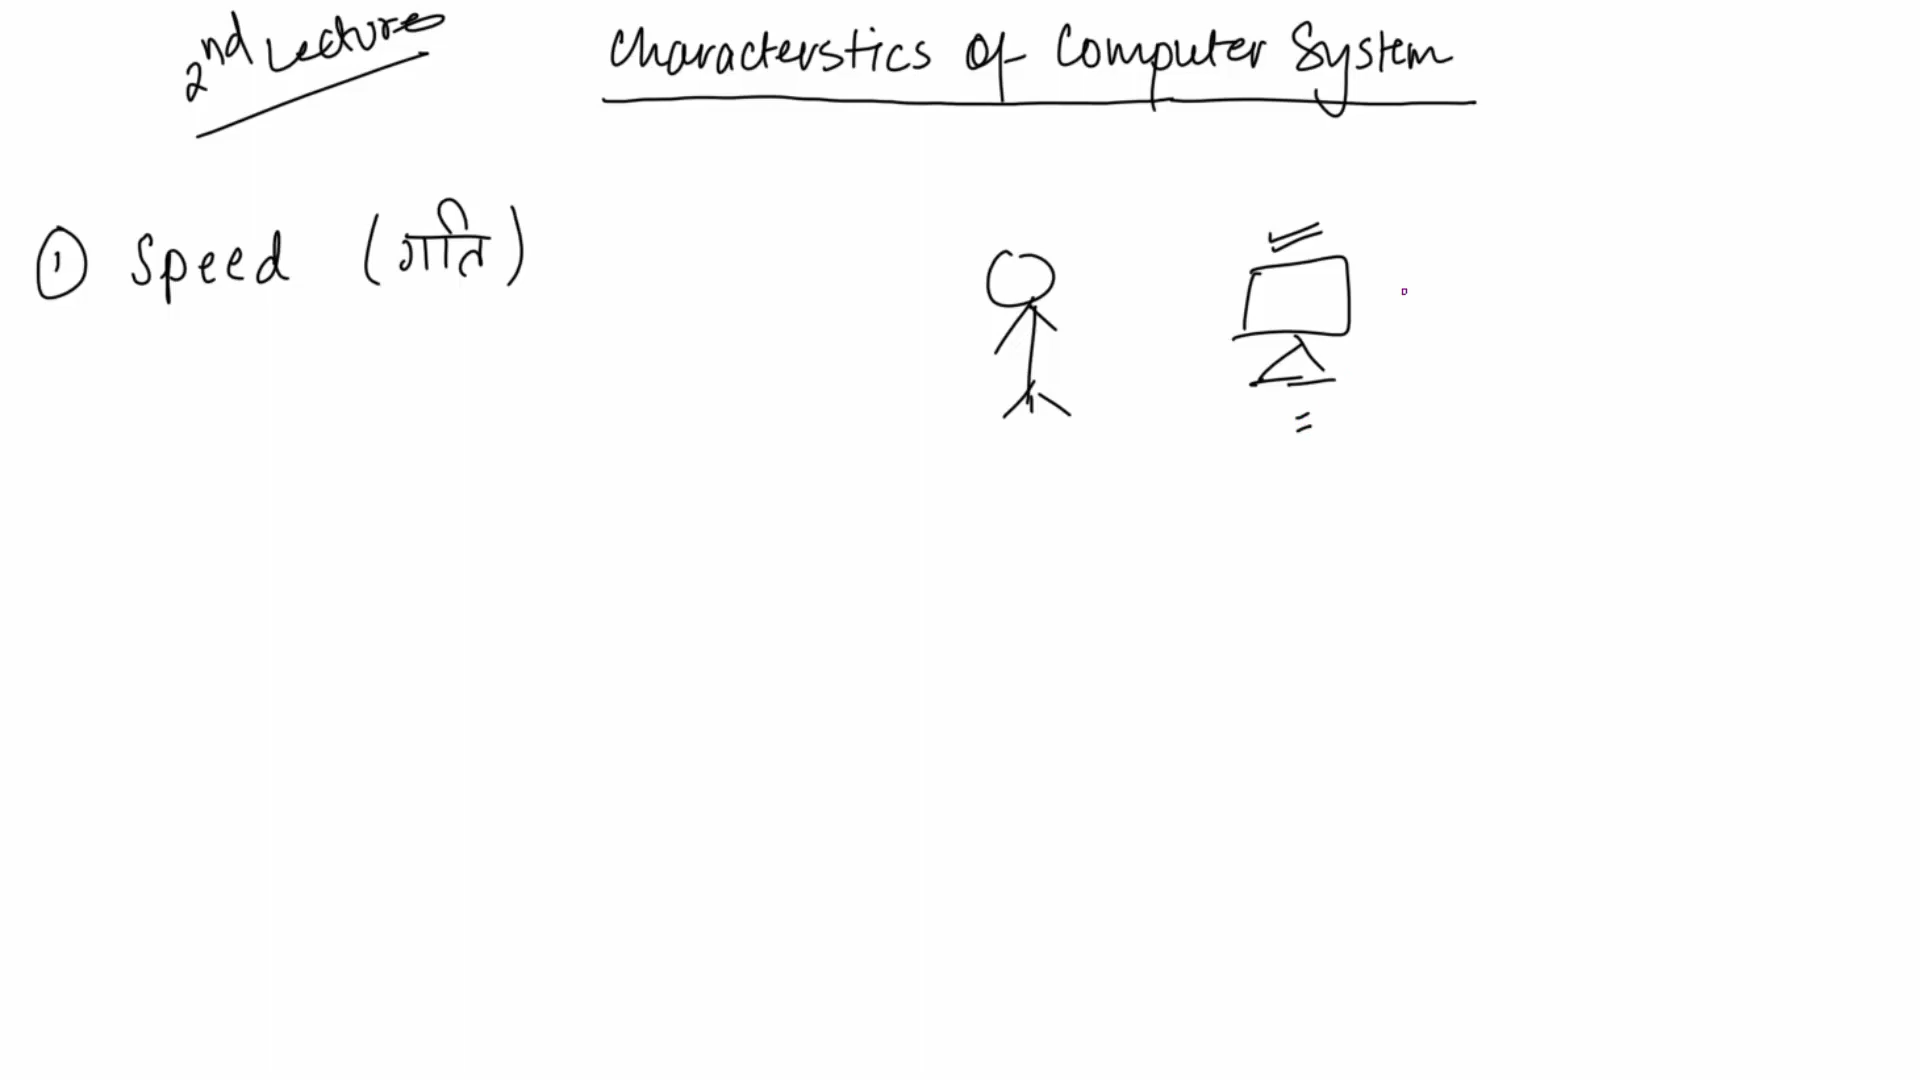 2nd Lecture
Characterstics Of Computer System
① Speed (गति)